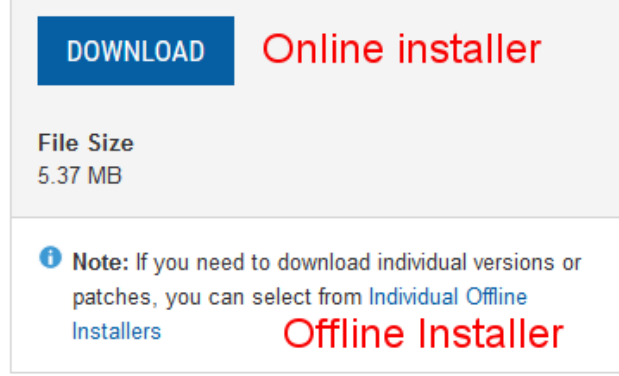 DOWNLOAD Online installer
File Size
5.37 MB
Note: If you need to download individual versions or
patches, you can select from Individual Offline
Installers Offline Installer